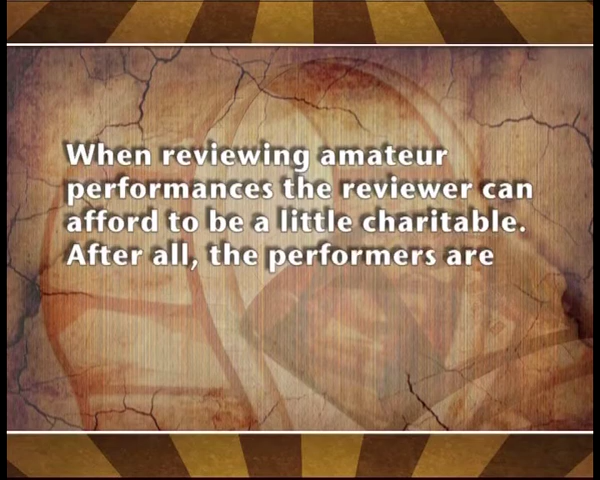 When reviewing amateur
performances the reviewer can
afford to be a little charitable.
After all, the performers are